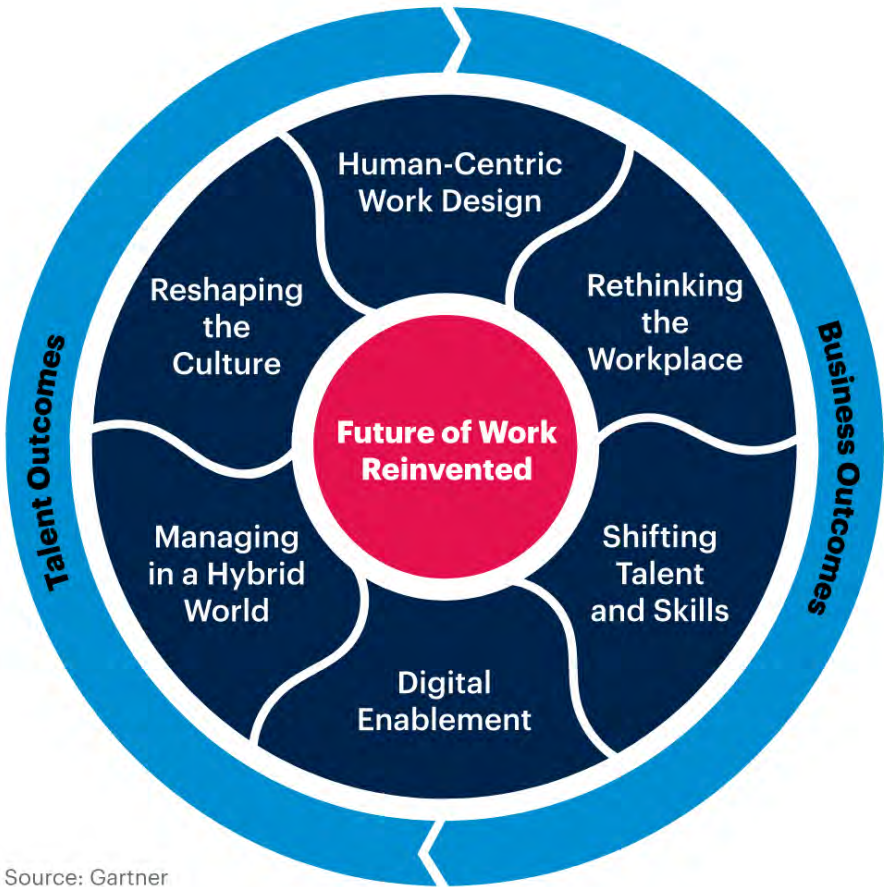 Human-Centric
Work Design
Rethinking
the
Workplace
Shifting
Talent
and Skills
Digital
Enablement
Managing
in a Hybrid
World
Reshaping
the
Culture
Future of Work
Reinvented
Talent Outcomes
Business Outcomes
Source: Gartner